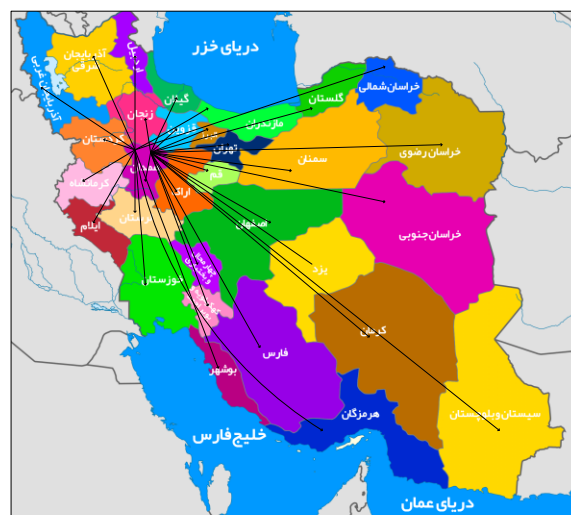 دریای خزر
آذربایجان
شرقی
اردبیل
آذربایجان غربی
گیلان
زنجان
قزوین
مازندران
گلستان
خراسان شمالی
خراسان رضوی
کردستان
تهران
سمنان
همدان
قم
کرمانشاه
اراک
لرستان
ایلام
اصفهان
خراسان جنوبی
یزد
خوزستان
چهارمحال
و بختیاری
کرمان
فارس
بوشهر
هرمزگان
سیستان و بلوچستان
خلیج فارس
دریای عمان